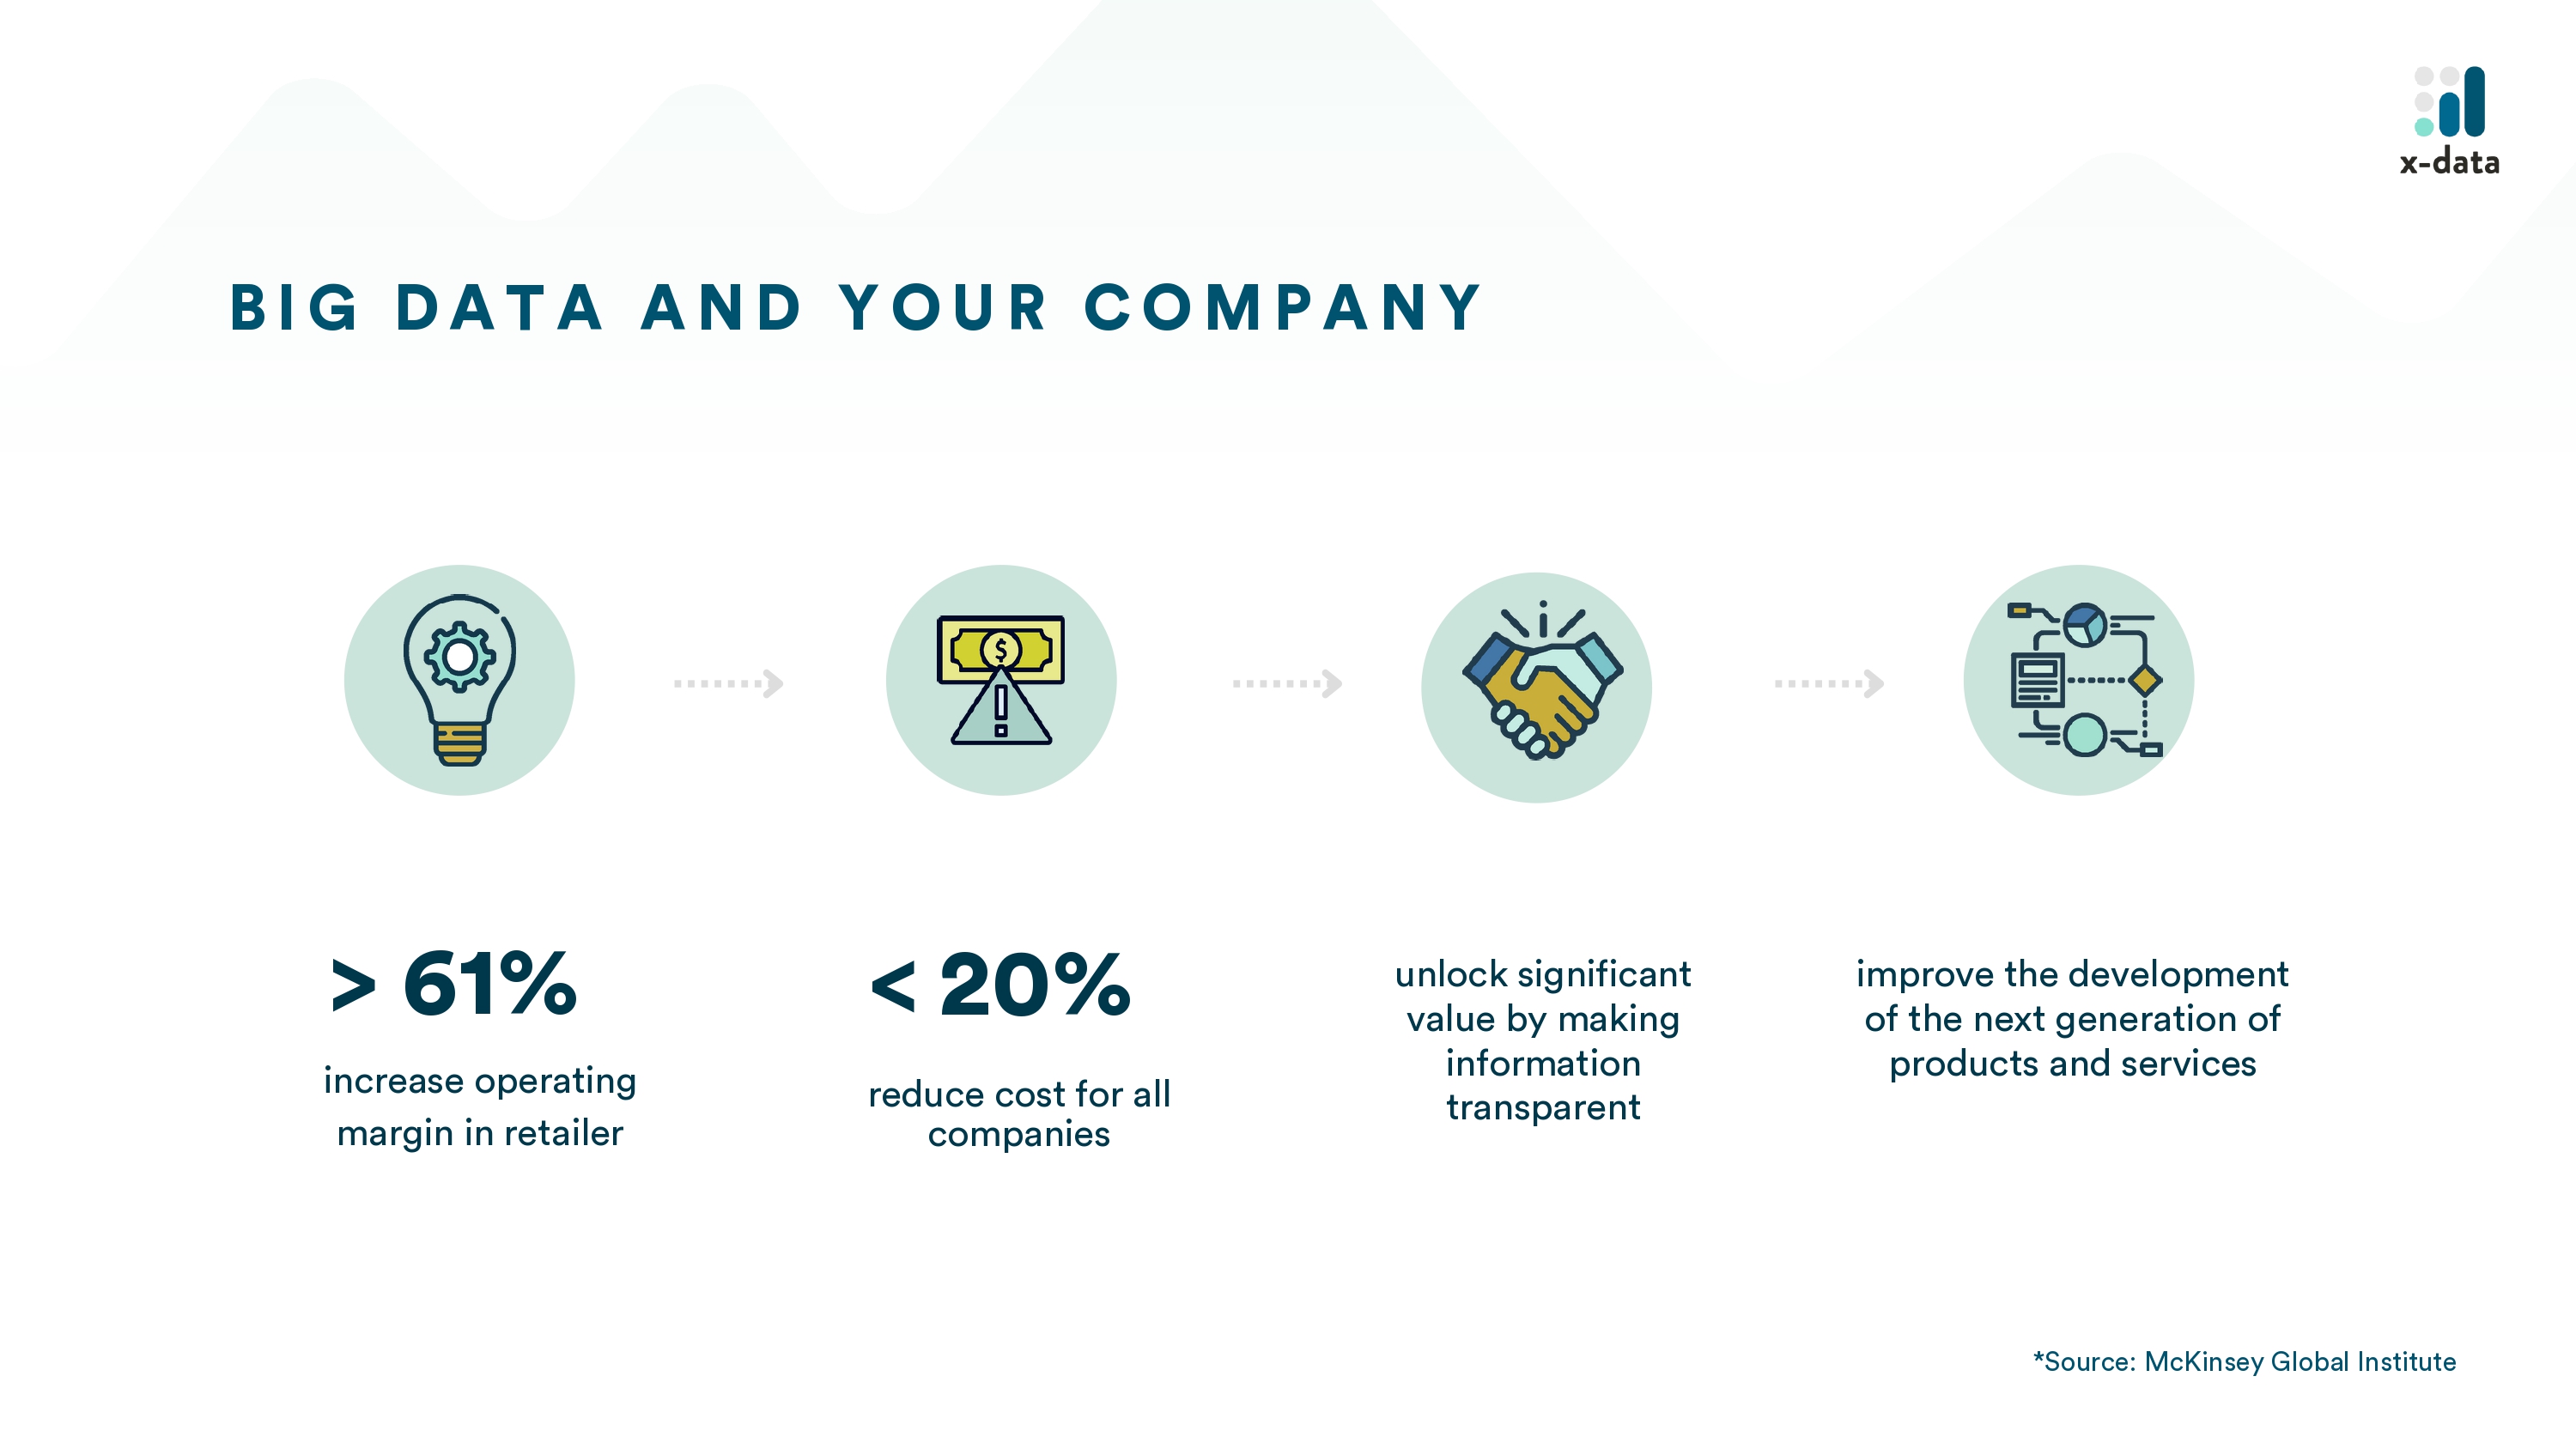 x-data
BIG DATA AND YOUR COMPANY
> 61%
increase operating
margin in retailer
< 20%
reduce cost for all
companies
unlock significant
value by making
information
transparent
improve the development
of the next generation of
products and services
*Source: McKinsey Global Institute